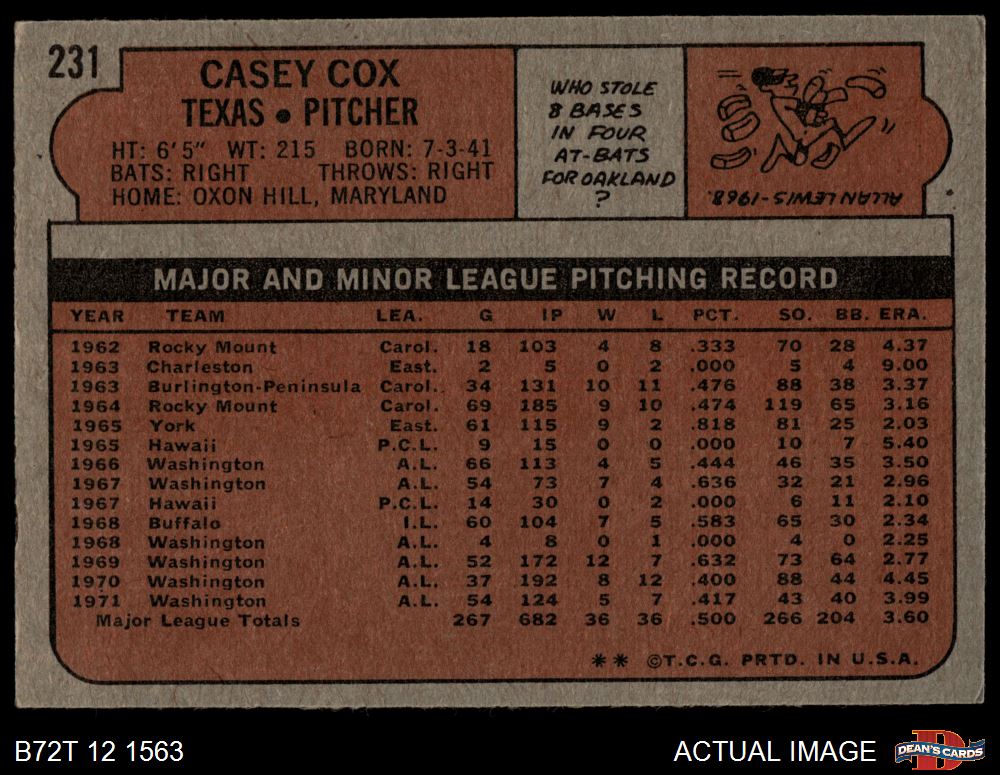 231
CASEY COX
TEXAS • PITCHER
HT: 6'5" WT: 215 BORN: 7-3-41
BATS: RIGHT THROWS: RIGHT
HOME: OXON HILL, MARYLAND
WHO STOLE
8 BASES
IN FOUR
AT-BATS
FOR OAKLAND
?
ALLAN LEWIS-1968.
MAJOR AND MINOR LEAGUE PITCHING RECORD
YEAR TEAM LEA. G IP W L PCT. SO. BB. ERA.
1962 Rocky Mount Carol. 18 103 4 8 .333 70 28 4.37
1963 Charleston East. 2 5 0 2 .000 5 4 9.00
1963 Burlington-Peninsula Carol. 34 131 10 11 .476 88 38 3.37
1964 Rocky Mount Carol. 69 185 9 10 .474 119 65 3.16
1965 York East. 61 115 9 2 .818 81 25 2.03
1965 Hawaii P.C.L. 9 15 0 0 .000 10 7 5.40
1966 Washington A.L. 66 113 4 5 .444 46 35 3.50
1967 Washington A.L. 54 73 7 4 .636 32 21 2.96
1967 Hawaii P.C.L. 14 30 0 2 .000 6 11 2.10
1968 Buffalo I.L. 60 104 7 5 .583 65 30 2.34
1968 Washington A.L. 4 8 0 1 .000 4 0 2.25
1969 Washington A.L. 52 172 12 7 .632 73 64 2.77
1970 Washington A.L. 37 192 8 12 .400 88 44 4.45
1971 Washington A.L. 54 124 5 7 .417 43 40 3.99
Major League Totals 267 682 36 36 .500 266 204 3.60
** ©T.C.G. PRTD. IN U.S.A.
B72T 12 1563
ACTUAL IMAGE
D
DEAN'S CARDS